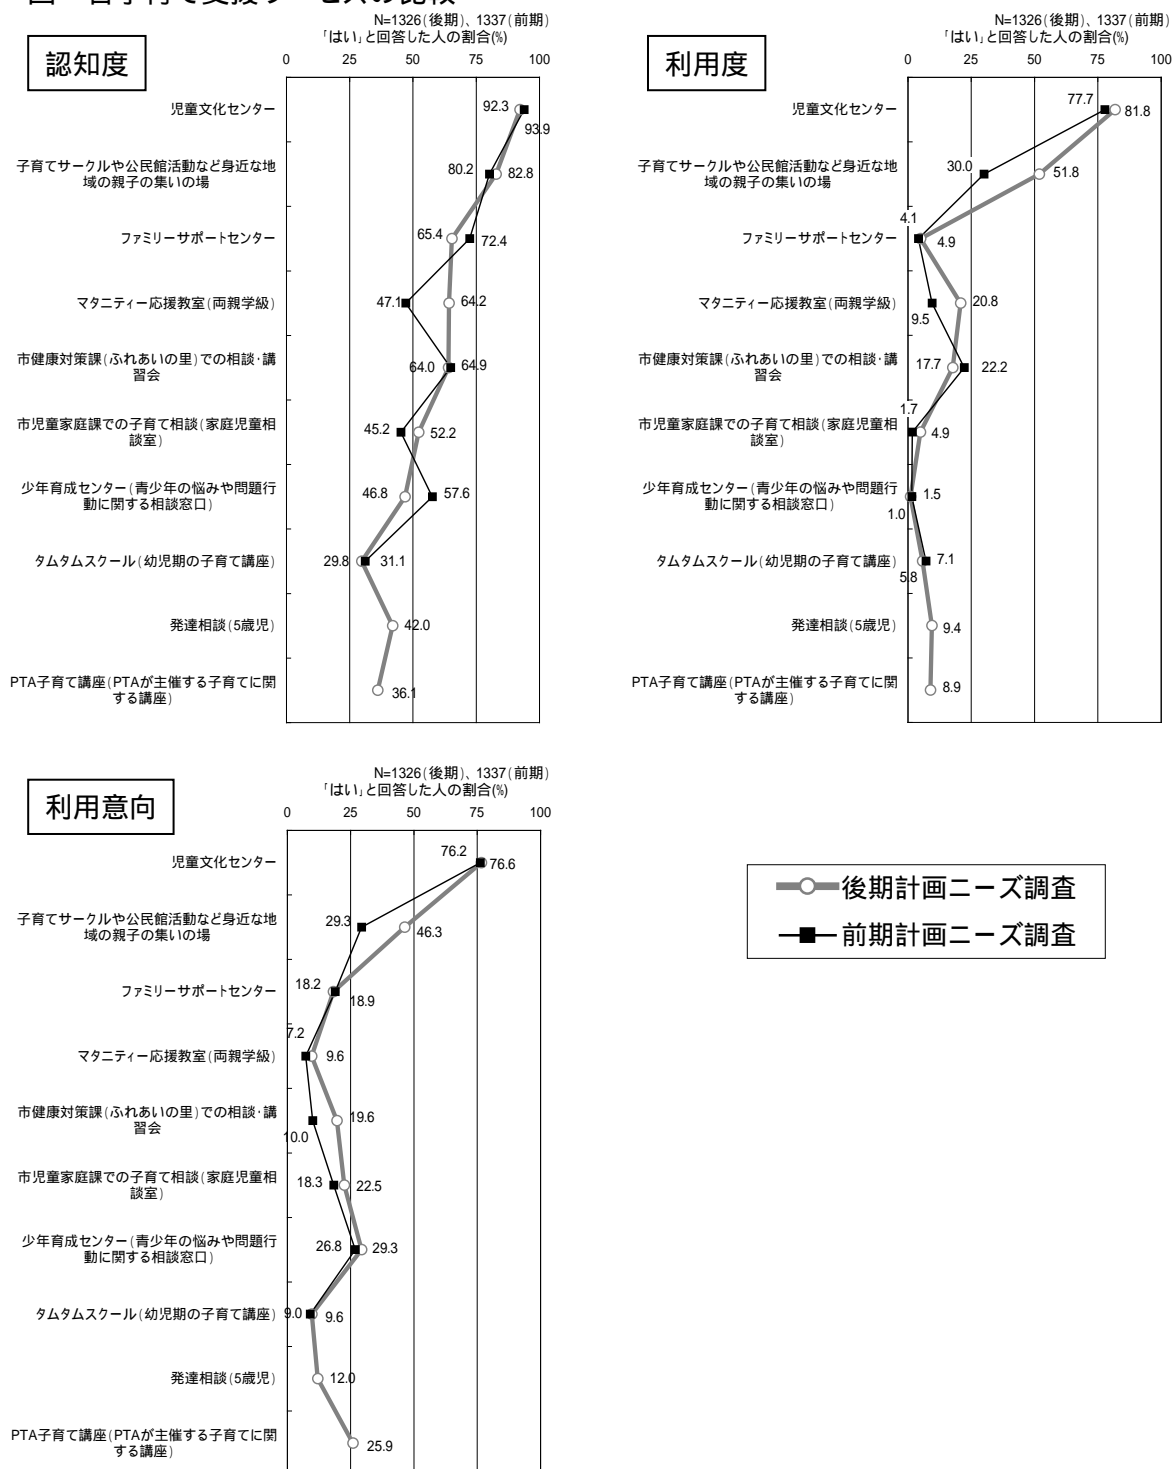 N=1326(後期)、1337(前期)
「はい」と回答した人の割合(%)
認知度
0 25 50 75 100
児童文化センター
92.3
93.9
子育てサークルや公民館活動など身近な地
域の親子の集いの場
80.2
82.8
ファミリーサポートセンター
65.4
72.4
マタニティー応援教室(両親学級)
47.1
64.2
市健康対策課(ふれあいの里)での相談・講
習会
64.0
64.9
市児童家庭課での子育て相談(家庭児童相
談室)
45.2
52.2
少年育成センター(青少年の悩みや問題行
動に関する相談窓口)
46.8
57.6
タムタムスクール(幼児期の子育て講座)
29.8
31.1
発達相談(5歳児)
42.0
PTA子育て講座(PTAが主催する子育てに関
する講座)
36.1
N=1326(後期)、1337(前期)
「はい」と回答した人の割合(%)
利用度
0 25 50 75 100
児童文化センター
77.7
81.8
子育てサークルや公民館活動など身近な地
域の親子の集いの場
30.0
51.8
ファミリーサポートセンター
4.1
4.9
マタニティー応援教室(両親学級)
9.5
20.8
市健康対策課(ふれあいの里)での相談・講
習会
17.7
22.2
市児童家庭課での子育て相談(家庭児童相
談室)
1.7
4.9
少年育成センター(青少年の悩みや問題行
動に関する相談窓口)
1.5
1.0
タムタムスクール(幼児期の子育て講座)
7.1
5.8
発達相談(5歳児)
9.4
PTA子育て講座(PTAが主催する子育てに関
する講座)
8.9
N=1326(後期)、1337(前期)
「はい」と回答した人の割合(%)
利用意向
0 25 50 75 100
児童文化センター
76.2
76.6
子育てサークルや公民館活動など身近な地
域の親子の集いの場
29.3
46.3
ファミリーサポートセンター
18.2
18.9
マタニティー応援教室(両親学級)
7.2
9.6
市健康対策課(ふれあいの里)での相談・講
習会
19.6
10.0
市児童家庭課での子育て相談(家庭児童相
談室)
18.3
22.5
少年育成センター(青少年の悩みや問題行
動に関する相談窓口)
26.8
29.3
タムタムスクール(幼児期の子育て講座)
9.0
9.6
発達相談(5歳児)
12.0
PTA子育て講座(PTAが主催する子育てに関
する講座)
25.9
後期計画ニーズ調査
前期計画ニーズ調査